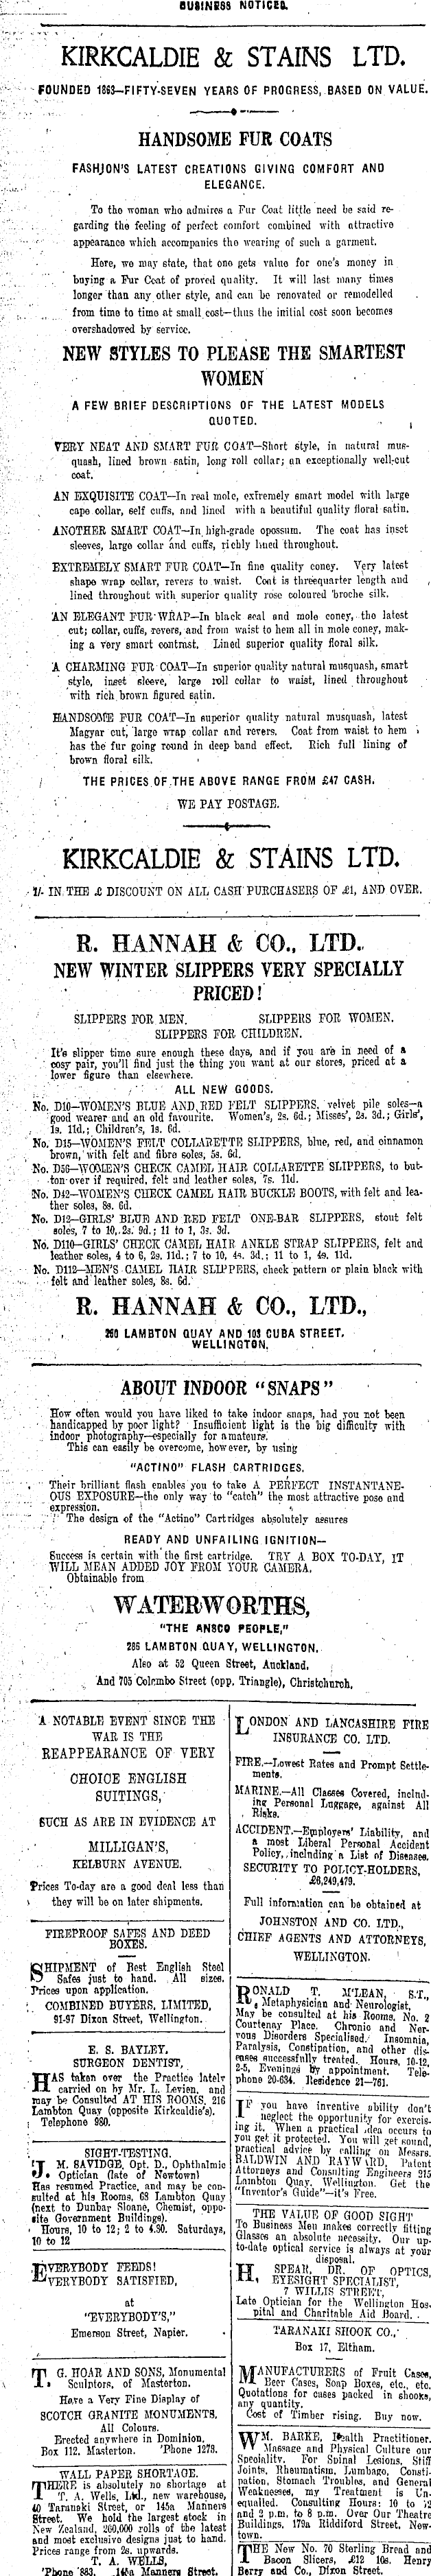 BUSINESS NOTICES.
KIRKCALDIE & STAINS LTD.
FOUNDED 1863—FIFTY-SEVEN YEARS OF PROGRESS, BASED ON VALUE.
HANDSOME FUR COATS
FASHION'S LATEST CREATIONS GIVING COMFORT AND
ELEGANCE.
To the woman who admires a Fur Coat little need be said re-
garding the feeling of perfect comfort combined with attractive
appearance which accompanies the wearing of such a garment.
Here, we may state, that one gets value for one's money in
buying a Fur Coat of proved quality. It will last many times
longer than any other style, and can be renovated or remodelled
from time to time at small cost—thus the initial cost soon becomes
overshadowed by service.
NEW STYLES TO PLEASE THE SMARTEST
WOMEN
A FEW BRIEF DESCRIPTIONS OF THE LATEST MODELS
QUOTED.
VERY NEAT AND SMART FUR COAT—Short style, in natural mus-
quash, lined brown satin, long roll collar; an exceptionally well-cut
coat.
AN EXQUISITE COAT—In real mole, extremely smart model with large
cape collar, self cuffs, and lined with a beautiful quality floral satin.
ANOTHER SMART COAT—In high-grade opossum. The coat has inset
sleeves, large collar and cuffs, richly lined throughout.
EXTREMELY SMART FUR COAT—In fine quality coney. Very latest
shape wrap collar, revers to waist. Coat is threequarter length and
lined throughout with superior quality rose coloured broche silk.
AN ELEGANT FUR WRAP—In black seal and mole coney, the latest
cut; collar, cuffs, revers, and from waist to hem all in mole coney, mak-
ing a very smart contrast. Lined superior quality floral silk.
A CHARMING FUR COAT—In superior quality natural musquash, smart
style, inset sleeve, large roll collar to waist, lined throughout
with rich brown figured satin.
HANDSOME FUR COAT—In superior quality natural musquash, latest
Magyar cut, large wrap collar and revers. Coat from waist to hem
has the fur going round in deep band effect. Rich full lining of
brown floral silk.
THE PRICES OF THE ABOVE RANGE FROM £47 CASH.
WE PAY POSTAGE.
KIRKCALDIE & STAINS LTD.
1/- IN THE £ DISCOUNT ON ALL CASH PURCHASERS OF £1, AND OVER.
R. HANNAH & CO., LTD.
NEW WINTER SLIPPERS VERY SPECIALLY
PRICED!
SLIPPERS FOR MEN. SLIPPERS FOR WOMEN.
SLIPPERS FOR CHILDREN.
It's slipper time sure enough these days, and if you are in need of a
cosy pair, you'll find just the thing you want at our stores, priced at a
lower figure than elsewhere.
ALL NEW GOODS.
No. D10—WOMEN'S BLUE AND RED FELT SLIPPERS, velvet pile soles—a
good wearer and an old favourite. Women's, 2s. 6d.; Misses', 2s. 3d.; Girls',
1s. 11d.; Children's, 1s. 6d.
No. D15—WOMEN'S FELT COLLARETTE SLIPPERS, blue, red, and cinnamon
brown, with felt and fibre soles, 5s. 6d.
No. D56—WOMEN'S CHECK CAMEL HAIR COLLARETTE SLIPPERS, to but-
ton over if required, felt and leather soles, 7s. 11d.
No. D42—WOMEN'S CHECK CAMEL HAIR BUCKLE BOOTS, with felt and lea-
ther soles, 8s. 6d.
No. D12—GIRLS' BLUE AND RED FELT ONE-BAR SLIPPERS, stout felt
soles, 7 to 10, 2s. 9d.; 11 to 1, 3s. 3d.
No. D110—GIRLS' CHECK CAMEL HAIR ANKLE STRAP SLIPPERS, felt and
leather soles, 4 to 6, 2s. 11d.; 7 to 10, 4s. 3d.; 11 to 1, 4s. 11d.
No. D112—MEN'S CAMEL HAIR SLIPPERS, check pattern or plain black with
felt and leather soles, 8s. 6d.
R. HANNAH & CO., LTD.,
260 LAMBTON QUAY AND 103 CUBA STREET,
WELLINGTON.
ABOUT INDOOR "SNAPS"
How often would you have liked to take indoor snaps, had you not been
handicapped by poor light? Insufficient light is the big difficulty with
indoor photography—especially for amateurs.
This can easily be overcome, however, by using
"ACTINO" FLASH CARTRIDGES.
Their brilliant flash enables you to take A PERFECT INSTANTANE-
OUS EXPOSURE—the only way to "catch" the most attractive pose and
expression.
The design of the "Actino" Cartridges absolutely assures
READY AND UNFAILING IGNITION—
Success is certain with the first cartridge. TRY A BOX TO-DAY, IT
WILL MEAN ADDED JOY FROM YOUR CAMERA.
Obtainable from
WATERWORTHS,
"THE ANSCO PEOPLE,"
286 LAMBTON QUAY, WELLINGTON.
Also at 52 Queen Street, Auckland,
And 705 Colombo Street (opp. Triangle), Christchurch.
A NOTABLE EVENT SINCE THE
WAR IS THE
REAPPEARANCE OF VERY
CHOICE ENGLISH
SUITINGS,
SUCH AS ARE IN EVIDENCE AT
MILLIGAN'S,
KELBURN AVENUE.
Prices To-day are a good deal less than
they will be on later shipments.
FIREPROOF SAFES AND DEED
BOXES.
SHIPMENT of Best English Steel
Safes just to hand. All sizes.
Prices upon application.
COMBINED BUYERS, LIMITED,
91-97 Dixon Street, Wellington.
E. S. BAYLEY,
SURGEON DENTIST,
HAS taken over the Practice lately
carried on by Mr. L. Levien, and
may be Consulted AT HIS ROOMS, 216
Lambton Quay (opposite Kirkcaldie's).
Telephone 980.
SIGHT-TESTING.
J. M. SAVIDGE, Opt. D., Ophthalmic
Optician (late of Newtown)
Has resumed Practice, and may be con-
sulted at his Rooms, 68 Lambton Quay
(next to Dunbar Sloane, Chemist, oppo-
site Government Buildings).
Hours, 10 to 12; 2 to 4.30. Saturdays,
10 to 12
EVERYBODY FEEDS!
EVERYBODY SATISFIED,
at
"EVERYBODY'S,"
Emerson Street, Napier.
T. G. HOAR AND SONS, Monumental
Sculptors, of Masterton.
Have a Very Fine Display of
SCOTCH GRANITE MONUMENTS,
All Colours.
Erected anywhere in Dominion.
Box 112. Masterton. 'Phone 1273.
WALL PAPER SHORTAGE.
THERE is absolutely no shortage at
T. A. Wells, Ltd., new warehouse,
40 Taranaki Street, or 145a Manners
Street. We hold the largest stock in
New Zealand, 260,000 rolls of the latest
and most exclusive designs just to hand.
Prices range from 2s. upwards.
T. A. WELLS,
'Phone 883. 145a Manners Street.
LONDON AND LANCASHIRE FIRE
INSURANCE CO. LTD.
FIRE.—Lowest Rates and Prompt Settle-
ments.
MARINE.—All Classes Covered, includ-
ing Personal Luggage, against All
Risks.
ACCIDENT.—Employers' Liability, and
a most Liberal Personal Accident
Policy, including a List of Diseases.
SECURITY TO POLICY-HOLDERS,
£6,249,479.
Full information can be obtained at
JOHNSTON AND CO. LTD.,
CHIEF AGENTS AND ATTORNEYS,
WELLINGTON.
RONALD T. M'LEAN, S.T.,
Metaphysician and Neurologist,
May be consulted at his Rooms, No. 2
Courtenay Place. Chronic and Ner-
vous Disorders Specialised. Insomnia,
Paralysis, Constipation, and other dis-
eases successfully treated. Hours, 10-12,
2-5, Evenings by appointment. Tele-
phone 20-634. Residence 21—761.
IF you have inventive ability don't
neglect the opportunity for exercis-
ing it. When a practical idea occurs to
you get it protected. You will get sound,
practical advice by calling on Messrs.
BALDWIN AND RAYWARD, Patent
Attorneys and Consulting Engineers 215
Lambton Quay, Wellington. Get the
"Inventor's Guide"—it's Free.
THE VALUE OF GOOD SIGHT
To Business Men makes correctly fitting
Glasses an absolute necessity. Our up-
to-date optical service is always at your
disposal.
H. SPEAR, DR. OF OPTICS,
EYESIGHT SPECIALIST,
7 WILLIS STREET,
Late Optician for the Wellington Hos-
pital and Charitable Aid Board.
TARANAKI SHOOK CO.,
Box 17, Eltham.
MANUFACTURERS of Fruit Cases,
Beer Cases, Soap Boxes, etc., etc.
Quotations for cases packed in shooks,
any quantity.
Cost of Timber rising. Buy now.
WM. BARKE, Health Practitioner.
Massage and Physical Culture our
Speciality. For Spinal Lesions, Stiff
Joints, Rheumatism, Lumbago, Consti-
pation, Stomach Troubles, and General
Weaknesses, my Treatment is Un-
equalled. Consulting Hours: 10 to 12
and 2 p.m. to 8 p.m. Over Our Theatre
Buildings, 179a Riddiford Street, New-
town.
THE New No. 70 Sterling Bread and
Bacon Slicers, £12 10s. Henry
Berry and Co., Dixon Street.